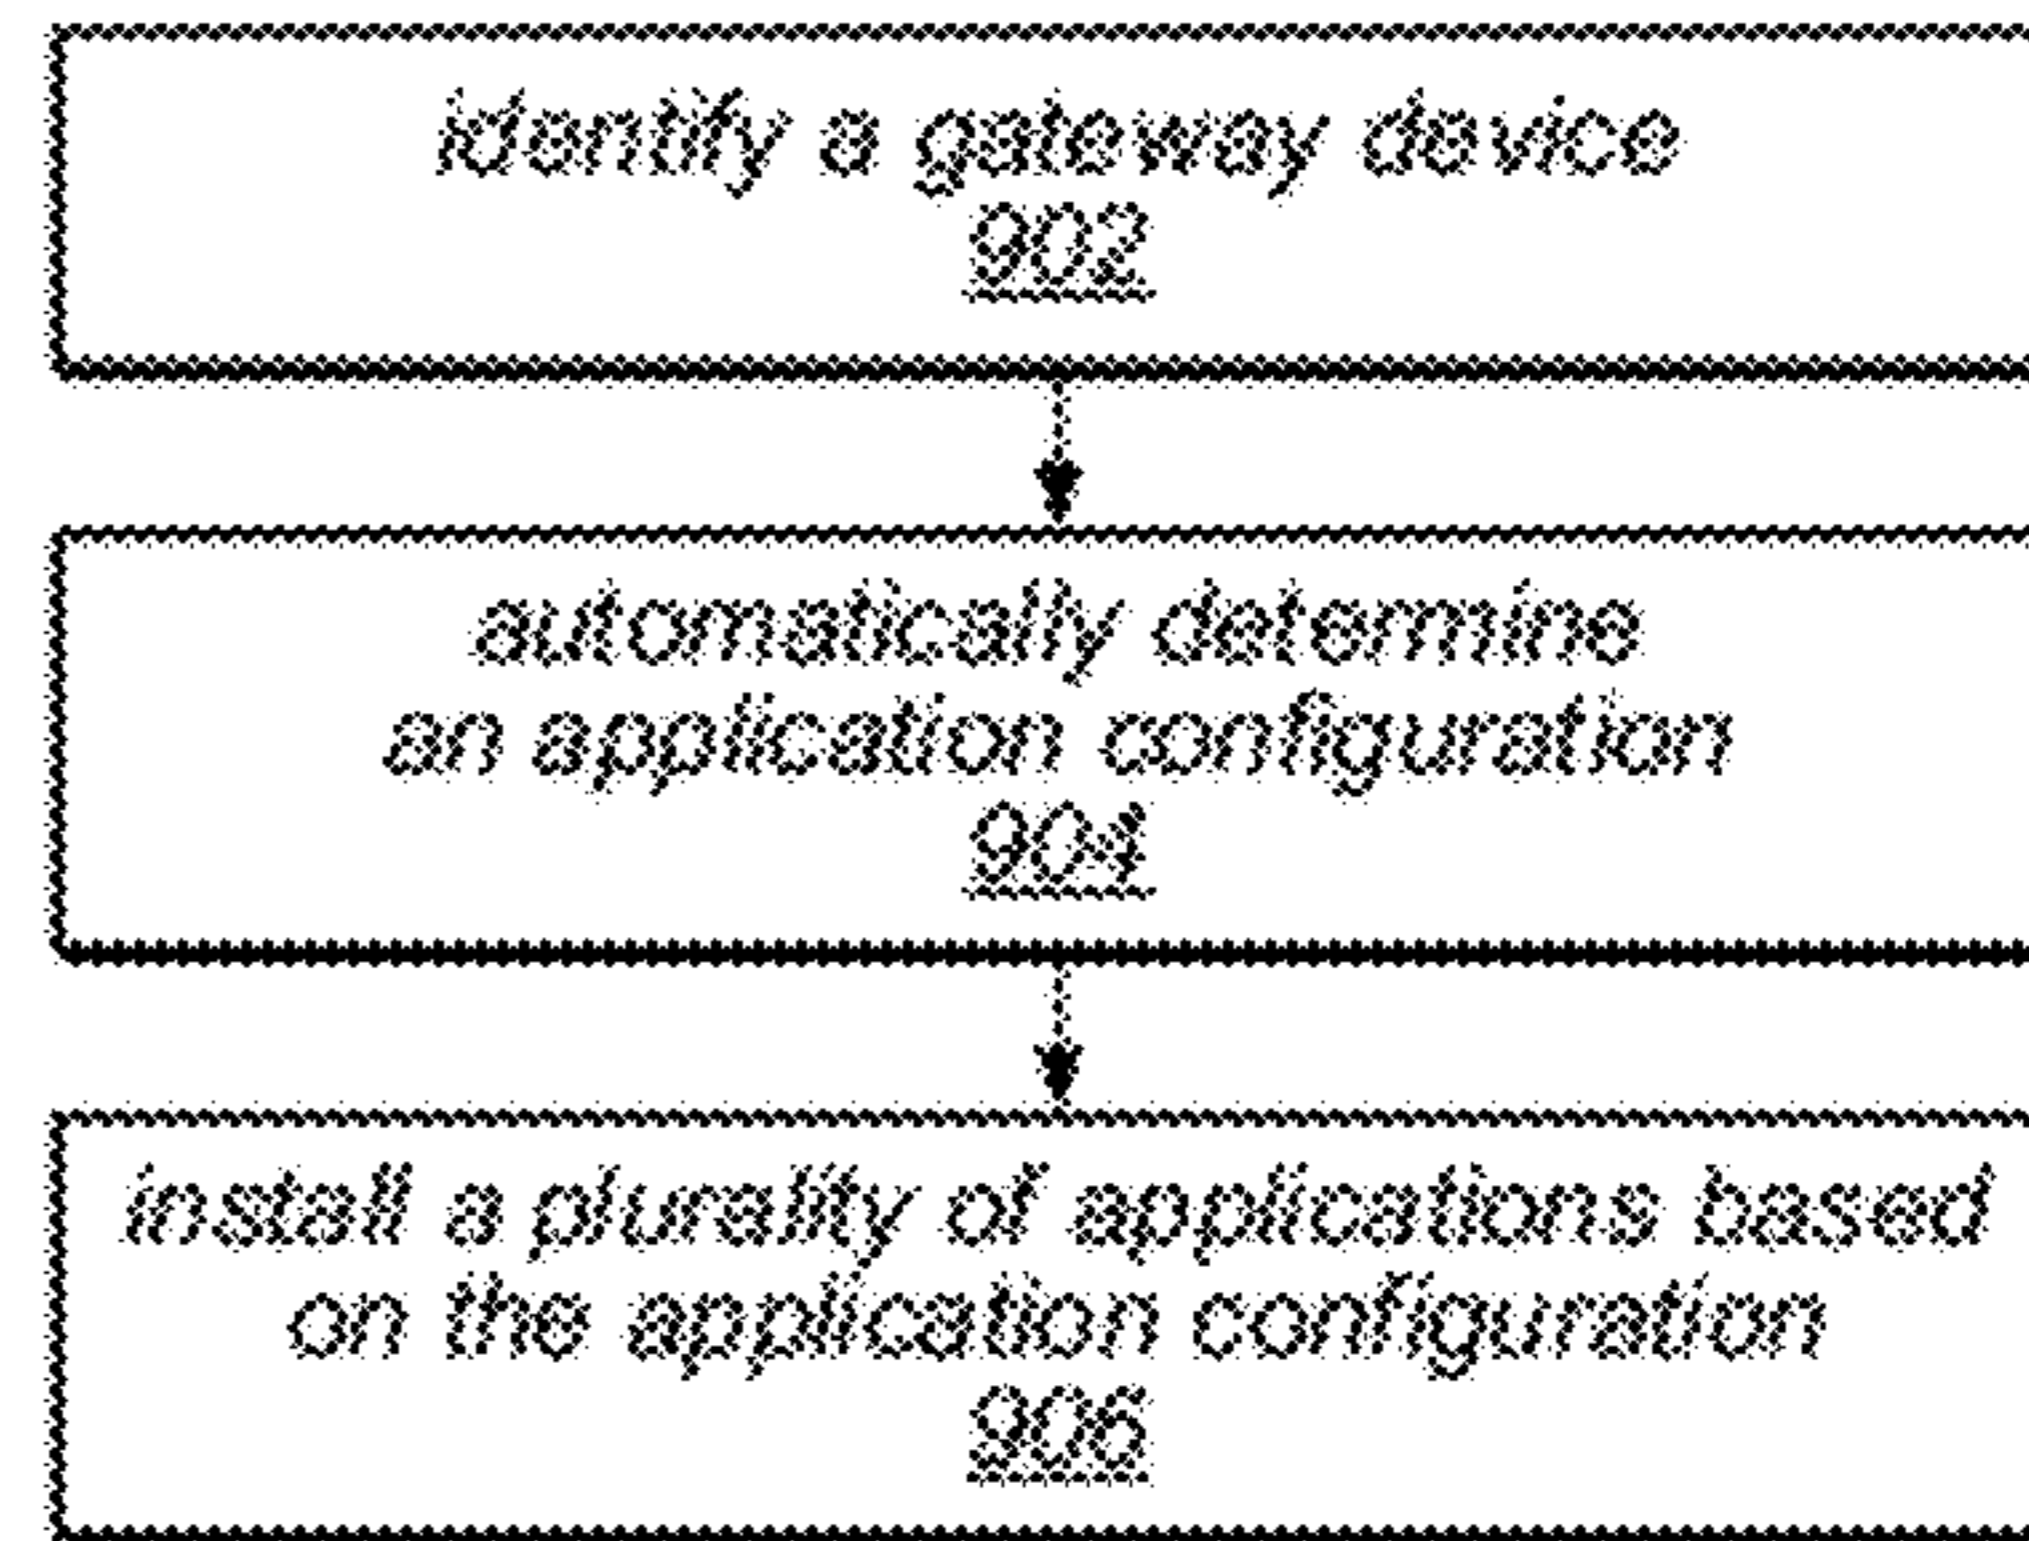 identify a gateway device
902
automatically determine
an application configuration
904
install a plurality of applications based
on the application configuration
906